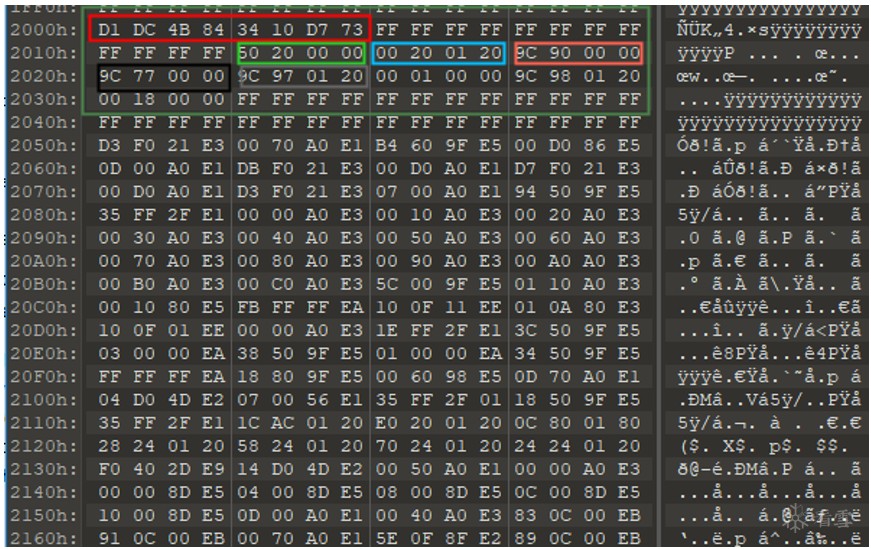 2000h: D1 DC 4B 84 34 10 D7 73 FF FF FF FF FF FF FF FF ÑÜK„4.×sÿÿÿÿÿÿÿÿ
2010h: FF FF FF FF 50 20 00 00 00 20 01 20 9C 90 00 00 ÿÿÿÿP ... . œ...
2020h: 9C 77 00 00 9C 97 01 20 00 01 00 00 9C 98 01 20 œw..œ—. ....œ˜.
2030h: 00 18 00 00 FF FF FF FF FF FF FF FF FF FF FF FF ....ÿÿÿÿÿÿÿÿÿÿÿÿ
2040h: FF FF FF FF FF FF FF FF FF FF FF FF FF FF FF FF ÿÿÿÿÿÿÿÿÿÿÿÿÿÿÿÿ
2050h: D3 F0 21 E3 00 70 A0 E1 B4 60 9F E5 00 D0 86 E5 Óð!ã.p á´`Ÿå.Ð†å
2060h: 0D 00 A0 E1 DB F0 21 E3 00 D0 A0 E1 D7 F0 21 E3 .. áÛð!ã.Ð á×ð!ã
2070h: 00 D0 A0 E1 D3 F0 21 E3 07 00 A0 E1 94 50 9F E5 .Ð áÓð!ã.. á”PŸå
2080h: 35 FF 2F E1 00 00 A0 E3 00 10 A0 E3 00 20 A0 E3 5ÿ/á.. ã.. ã.  ã
2090h: 00 30 A0 E3 00 40 A0 E3 00 50 A0 E3 00 60 A0 E3 .0 ã.@ ã.P ã.` ã
20A0h: 00 70 A0 E3 00 80 A0 E3 00 90 A0 E3 00 A0 A0 E3 .p ã.€ ã.. ã.  ã
20B0h: 00 B0 A0 E3 00 C0 A0 E3 5C 00 9F E5 01 10 A0 E3 .° ã.À ã\.Ÿå.. ã
20C0h: 00 10 80 E5 FB FF FF EA 10 0F 11 EE 01 0A 80 E3 ..€åûÿÿê...î..€ã
20D0h: 10 0F 01 EE 00 00 A0 E3 1E FF 2F E1 3C 50 9F E5 ...î.. ã.ÿ/á<PŸå
20E0h: 03 00 00 EA 38 50 9F E5 01 00 00 EA 34 50 9F E5 ...ê8PŸå...ê4PŸå
20F0h: FF FF FF EA 18 80 9F E5 00 60 98 E5 0D 70 A0 E1 ÿÿÿê.€Ÿå.`˜å.p á
2100h: 04 D0 4D E2 07 00 56 E1 35 FF 2F 01 18 50 9F E5 .ÐMâ..Vá5ÿ/..PŸå
2110h: 35 FF 2F E1 1C AC 01 20 E0 20 01 20 0C 80 01 80 5ÿ/á.¬. à . .€.€
2120h: 28 24 01 20 58 24 01 20 70 24 01 20 24 24 01 20 ($. X$. p$. $$.
2130h: F0 40 2D E9 14 D0 4D E2 00 50 A0 E1 00 00 A0 E3 ð@-é.ÐMâ.P á.. ã
2140h: 00 00 8D E5 04 00 8D E5 08 00 8D E5 0C 00 8D E5 ...å...å...å...å
2150h: 10 00 8D E5 0D 00 A0 E1 00 40 A0 E3 83 0C 00 EB ...å.. á.@ ãƒ..ë
2160h: 91 0C 00 EB 00 70 A0 E1 5E 0F 8F E2 89 0C 00 EB ‘..ë.p á^..â‰..ë
看雪